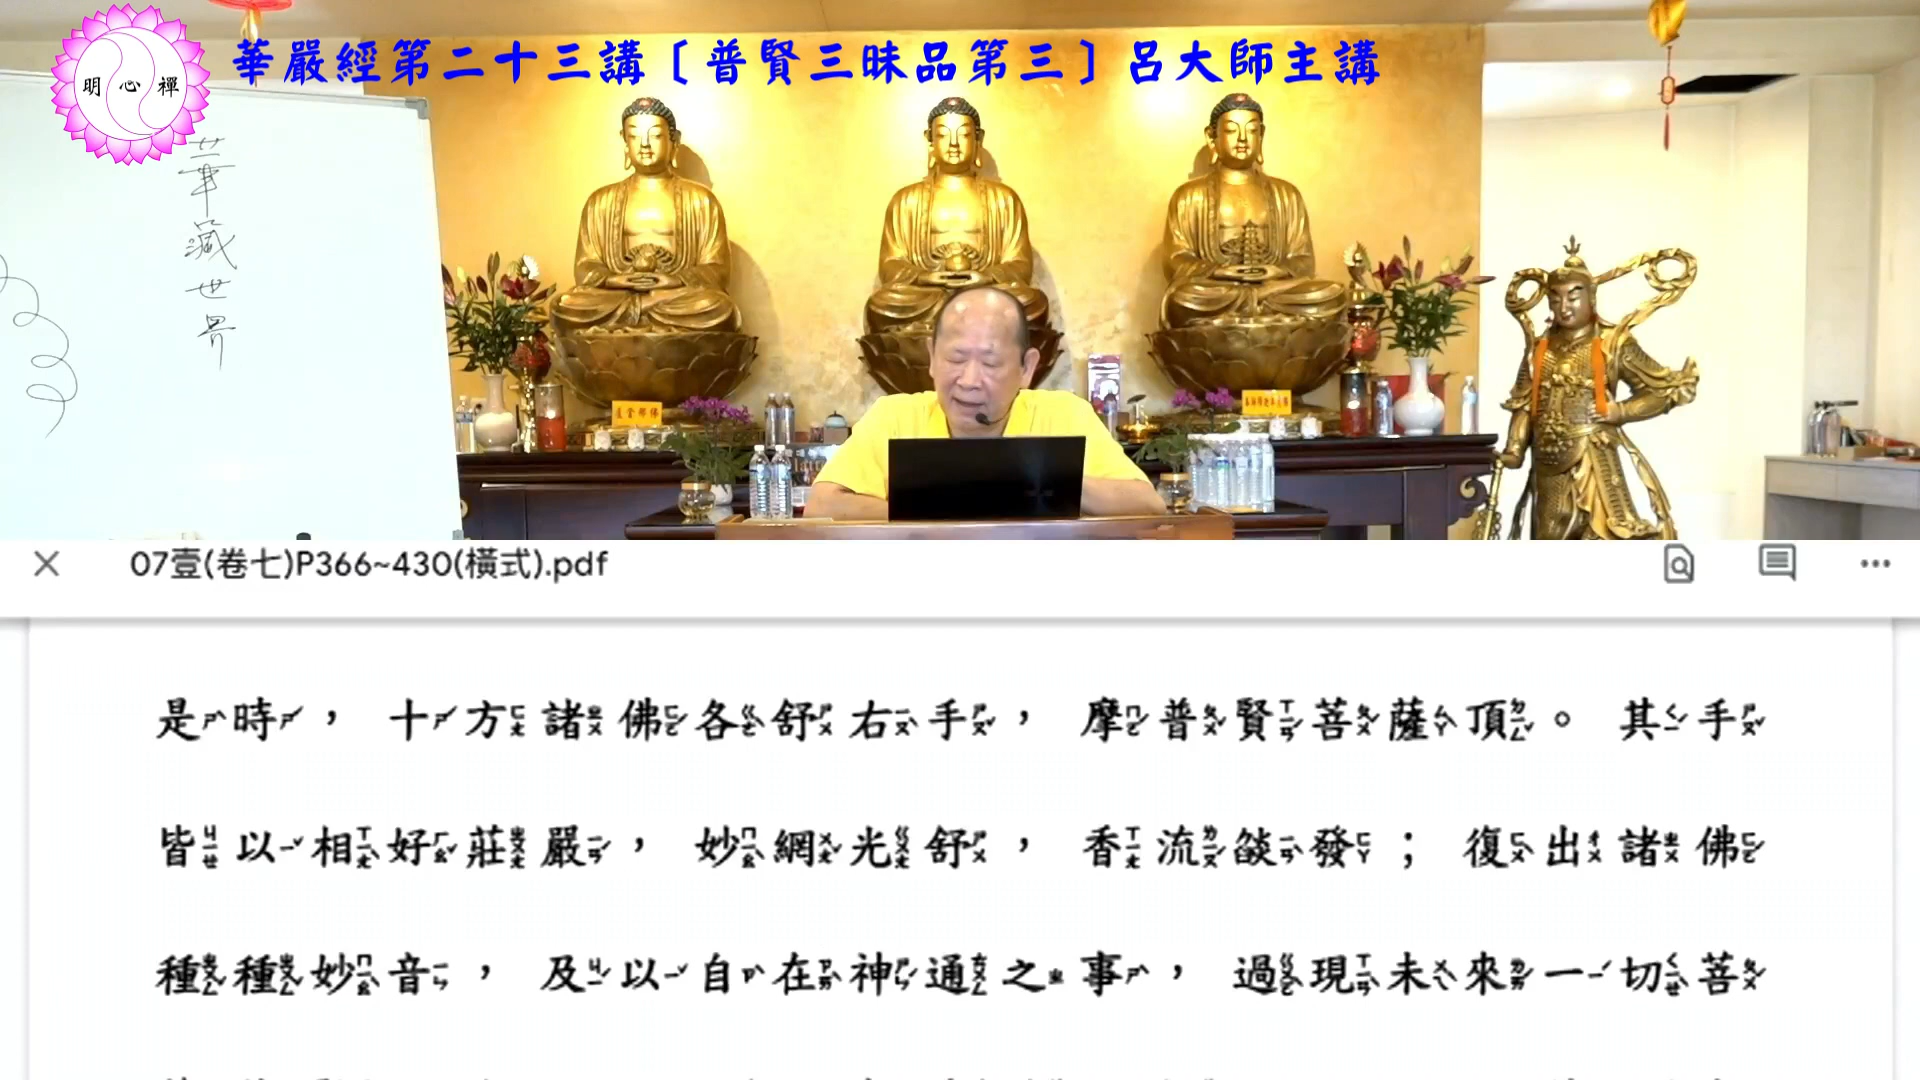 華嚴經第二十三講〔普賢三昧品第三〕呂大師主講
明心禪
華藏世界
07壹(卷七)P366~430(橫式).pdf
是時， 十方諸佛各舒右手， 摩普賢菩薩頂。 其手
皆以相好莊嚴， 妙網光舒， 香流燄發； 復出諸佛
種種妙音， 及以自在神通之事， 過現未來一切菩